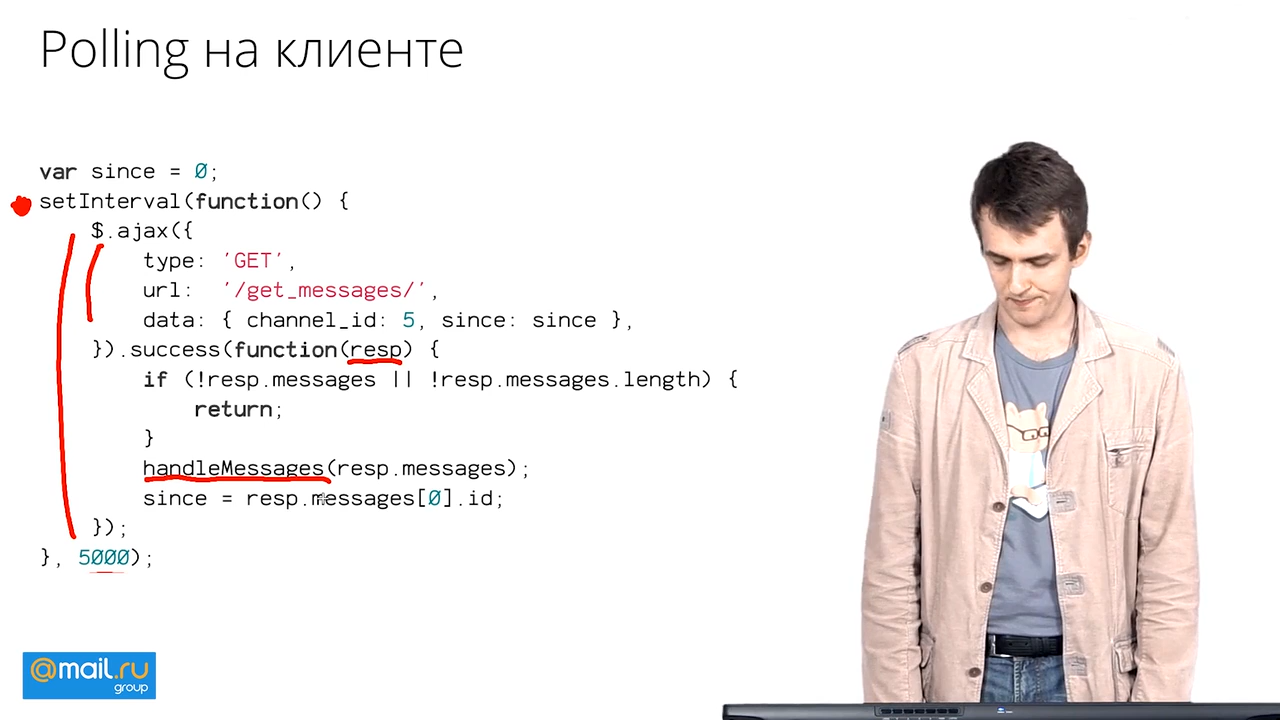 Polling на клиенте
var since = 0;
setInterval(function() {
$.ajax({
type: 'GET',
url: '/get_messages/',
data: { channel_id: 5, since: since },
}).success(function(resp) {
if (!resp.messages || !resp.messages.length) {
return;
}
handleMessages(resp.messages);
since = resp.messages[0].id;
});
}, 5000);
@mail.ru
group